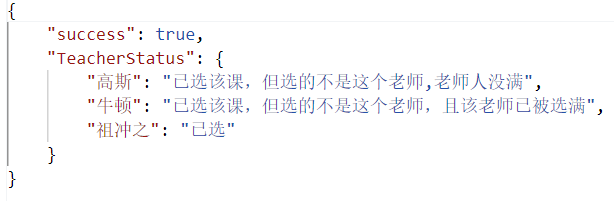 {
"success": true,
"TeacherStatus": {
"高斯": "已选该课，但选的不是这个老师,老师人没满",
"牛顿": "已选该课，但选的不是这个老师，且该老师已被选满",
"祖冲之": "已选"
}
}